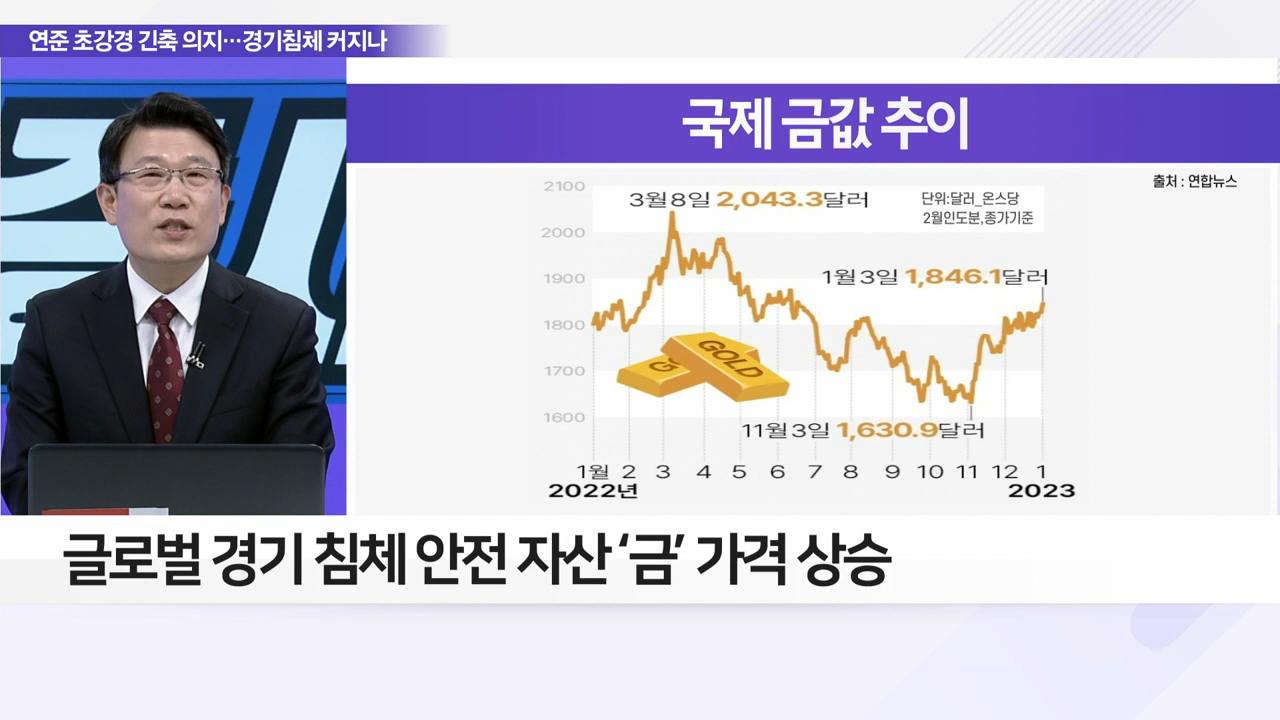 연준 초강경 긴축 의지…경기침체 커지나
국제 금값 추이
출처 : 연합뉴스
단위:달러_온스당
2월인도분,종가기준
2100
2000
1900
1800
1700
1600
3월8일 2,043.3달러
1월3일 1,846.1달러
11월3일 1,630.9달러
G
GOLD
1월 2 3 4 5 6 7 8 9 10 11 12 1
2022년 2023
글로벌 경기 침체 안전 자산 ‘금’ 가격 상승